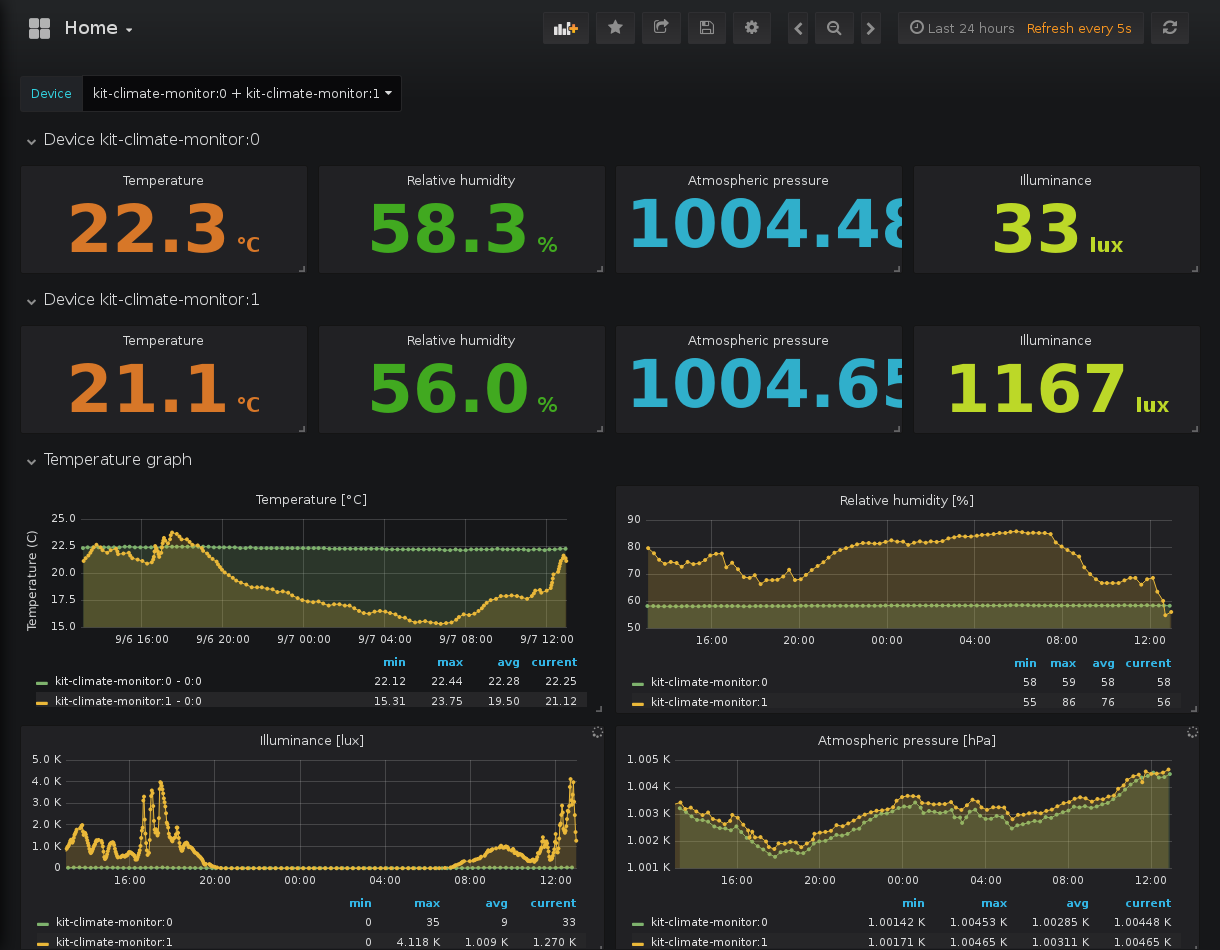 Home
Last 24 hours Refresh every 5s
Device kit-climate-monitor:0 + kit-climate-monitor:1
Device kit-climate-monitor:0
Temperature Relative humidity Atmospheric pressure Illuminance
22.3 °C 58.3 % 1004.48 33 lux
Device kit-climate-monitor:1
Temperature Relative humidity Atmospheric pressure Illuminance
21.1 °C 56.0 % 1004.65 1167 lux
Temperature graph
Temperature [°C]
Temperature (C)
25.0
22.5
20.0
17.5
15.0
9/6 16:00 9/6 20:00 9/7 00:00 9/7 04:00 9/7 08:00 9/7 12:00
min max avg current
kit-climate-monitor:0 - 0:0 22.12 22.44 22.28 22.25
kit-climate-monitor:1 - 0:0 15.31 23.75 19.50 21.12
Relative humidity [%]
90
80
70
60
50
16:00 20:00 00:00 04:00 08:00 12:00
min max avg current
kit-climate-monitor:0 58 59 58 58
kit-climate-monitor:1 55 86 76 56
Illuminance [lux]
5.0 K
4.0 K
3.0 K
2.0 K
1.0 K
0
16:00 20:00 00:00 04:00 08:00 12:00
min max avg current
kit-climate-monitor:0 0 35 9 33
kit-climate-monitor:1 0 4.118 K 1.009 K 1.270 K
Atmospheric pressure [hPa]
1.005 K
1.004 K
1.003 K
1.002 K
1.001 K
16:00 20:00 00:00 04:00 08:00 12:00
min max avg current
kit-climate-monitor:0 1.00142 K 1.00453 K 1.00285 K 1.00448 K
kit-climate-monitor:1 1.00171 K 1.00465 K 1.00311 K 1.00465 K